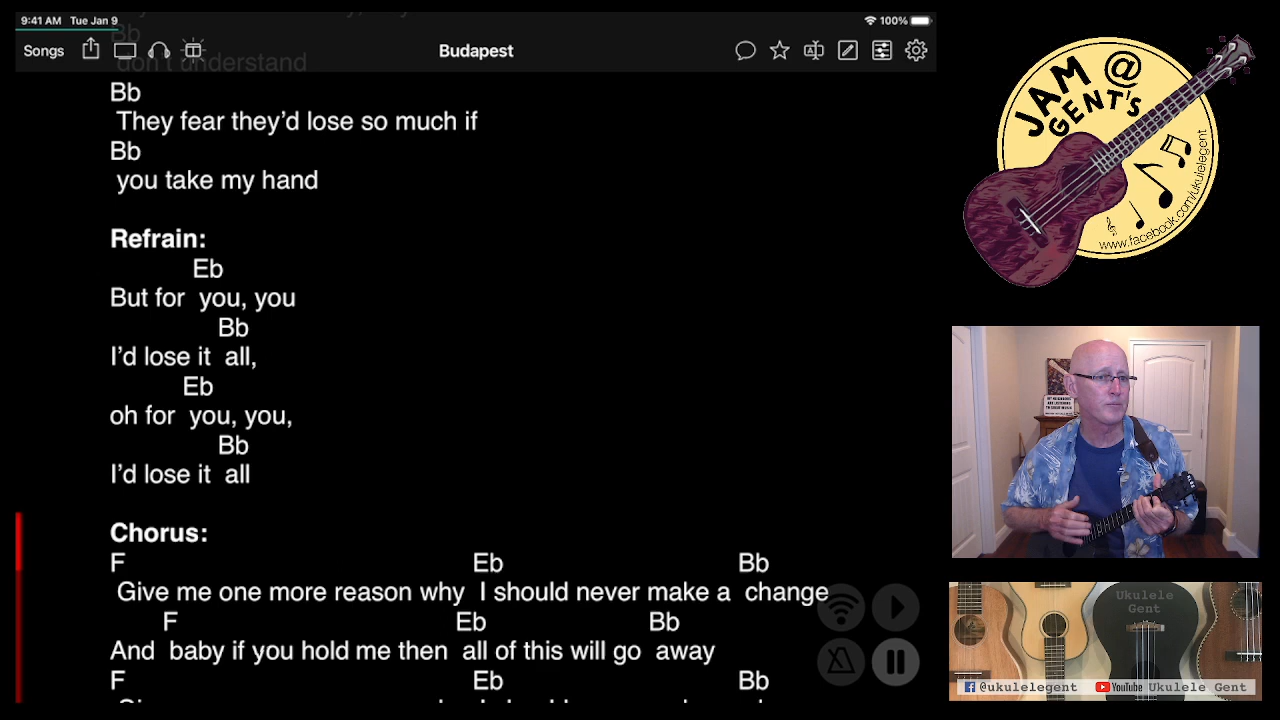 9:41 AM Tue Jan 9
100%
Songs
Budapest
Bb
don't understand
Bb
They fear they'd lose so much if
Bb
you take my hand
Refrain:
Eb
But for you, you
Bb
I'd lose it all,
Eb
oh for you, you,
Bb
I'd lose it all
Chorus:
F Eb Bb
Give me one more reason why I should never make a change
F Eb Bb
And baby if you hold me then all of this will go away
F Eb Bb
JAM @
GENT'S
www.facebook.com/ukulelegent
Ukulele
Gent
@ukulelegent
YouTube Ukulele Gent